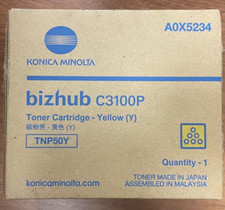 A0X5234
KONICA MINOLTA
bizhub C3100P
Toner Cartridge - Yellow (Y)
碳粉匣 - 黃色 (Y)
TNP50Y
Quantity - 1
TONER MADE IN JAPAN
konicaminolta.com
ASSEMBLED IN MALAYSIA